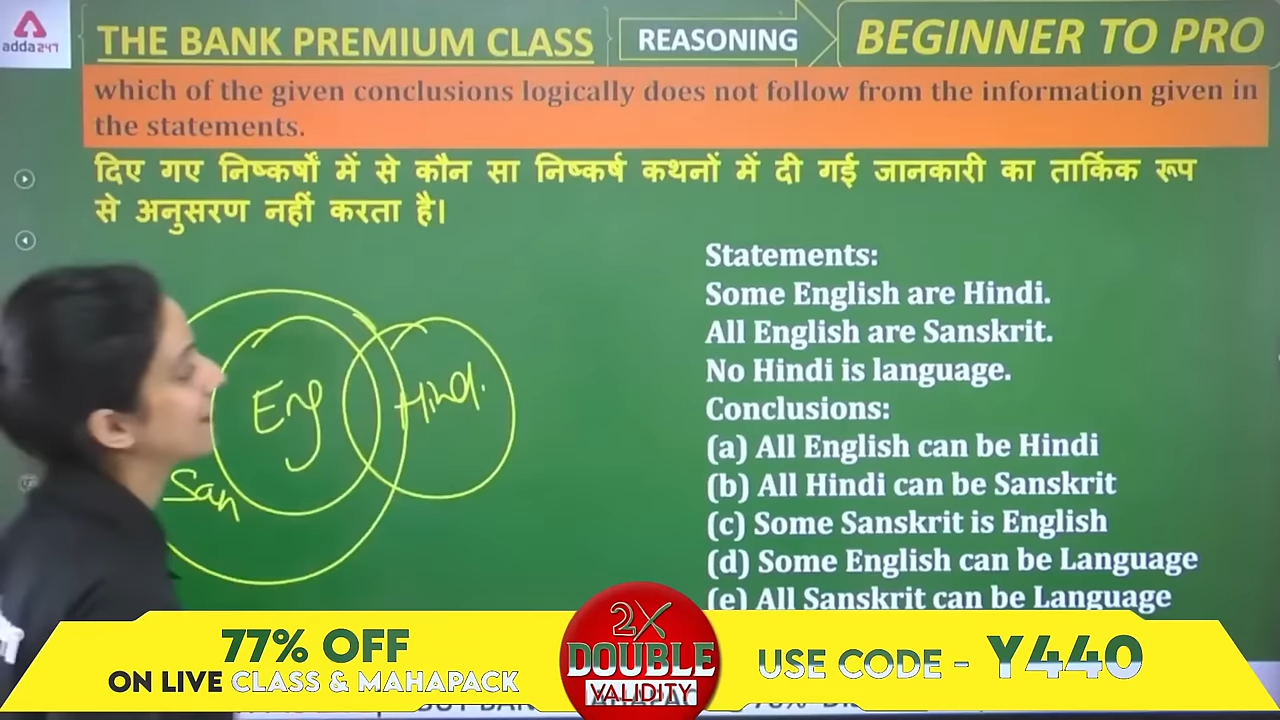 adda247
THE BANK PREMIUM CLASS
REASONING
BEGINNER TO PRO
which of the given conclusions logically does not follow from the information given in
the statements.
दिए गए निष्कर्षों में से कौन सा निष्कर्ष कथनों में दी गई जानकारी का तार्किक रूप
से अनुसरण नहीं करता है।
Statements:
Some English are Hindi.
All English are Sanskrit.
No Hindi is language.
Conclusions:
(a) All English can be Hindi
(b) All Hindi can be Sanskrit
(c) Some Sanskrit is English
(d) Some English can be Language
(e) All Sanskrit can be Language
Eng
Hindi
San
77% OFF
ON LIVE CLASS & MAHAPACK
2X
DOUBLE
VALIDITY
USE CODE - Y440